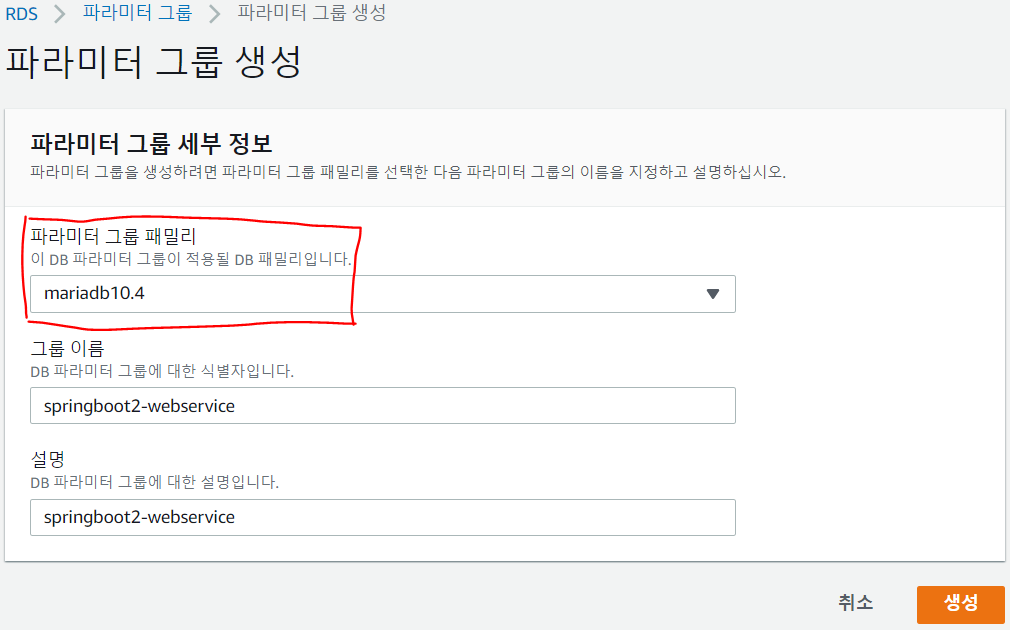 RDS > 파라미터 그룹 > 파라미터 그룹 생성
파라미터 그룹 생성
파라미터 그룹 세부 정보
파라미터 그룹을 생성하려면 파라미터 그룹 패밀리를 선택한 다음 파라미터 그룹의 이름을 지정하고 설명하십시오.
파라미터 그룹 패밀리
이 DB 파라미터 그룹이 적용될 DB 패밀리입니다.
mariadb10.4
그룹 이름
DB 파라미터 그룹에 대한 식별자입니다.
springboot2-webservice
설명
DB 파라미터 그룹에 대한 설명입니다.
springboot2-webservice
취소 생성